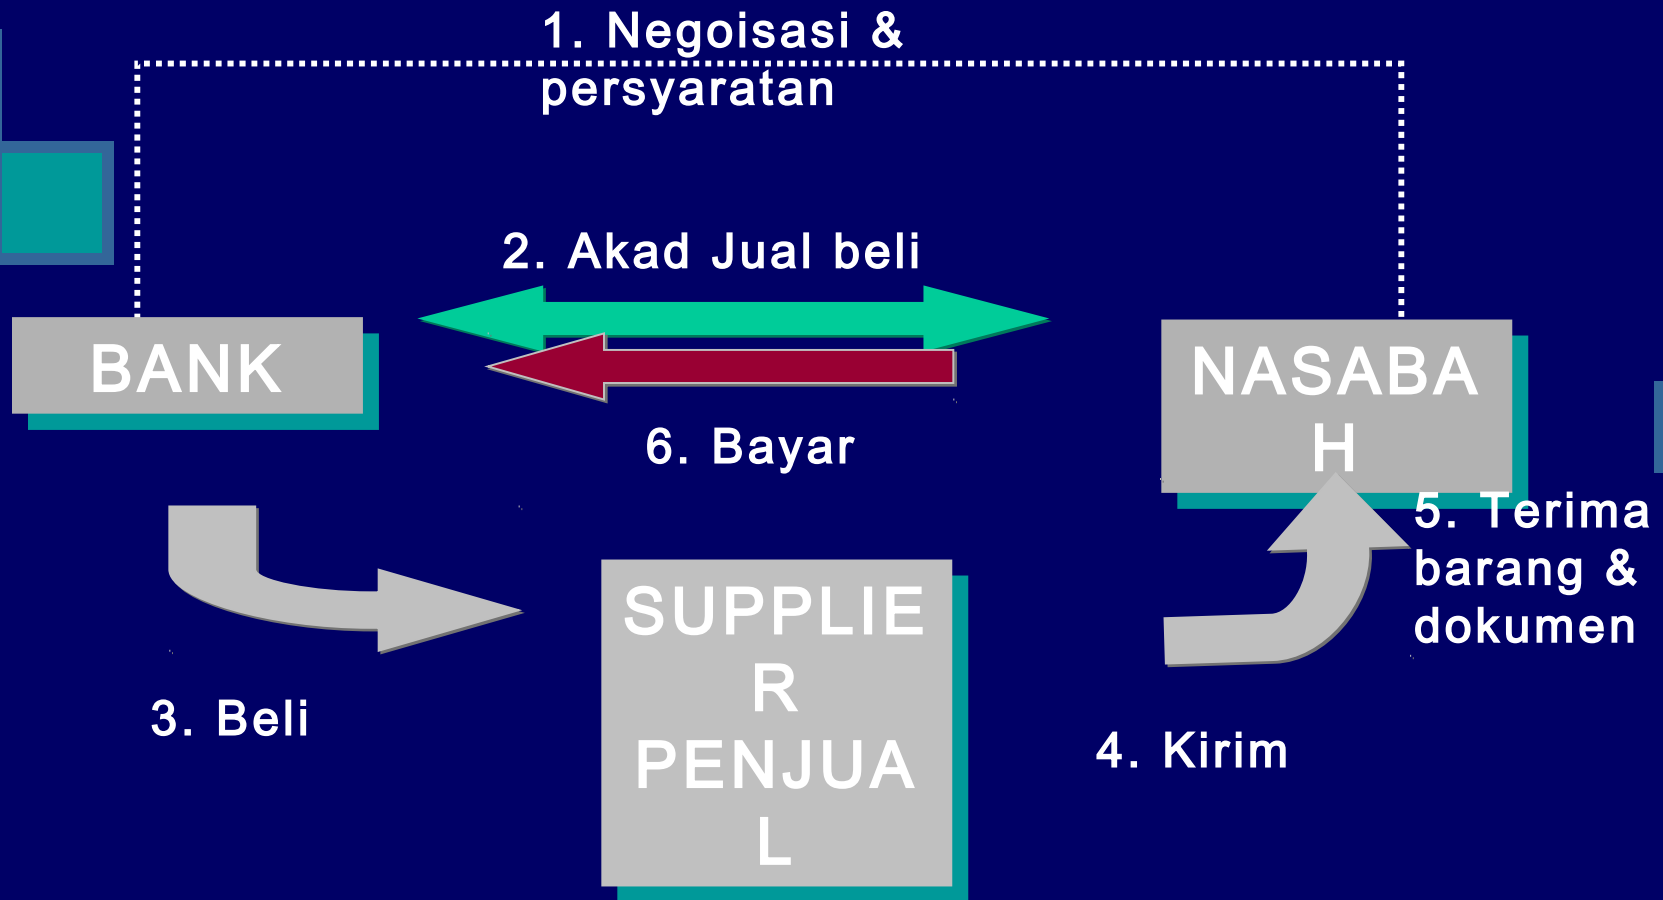 1. Negoisasi &
persyaratan
2. Akad Jual beli
BANK
NASABA
H
6. Bayar
5. Terima
barang &
dokumen
SUPPLIE
R
PENJUA
L
3. Beli
4. Kirim